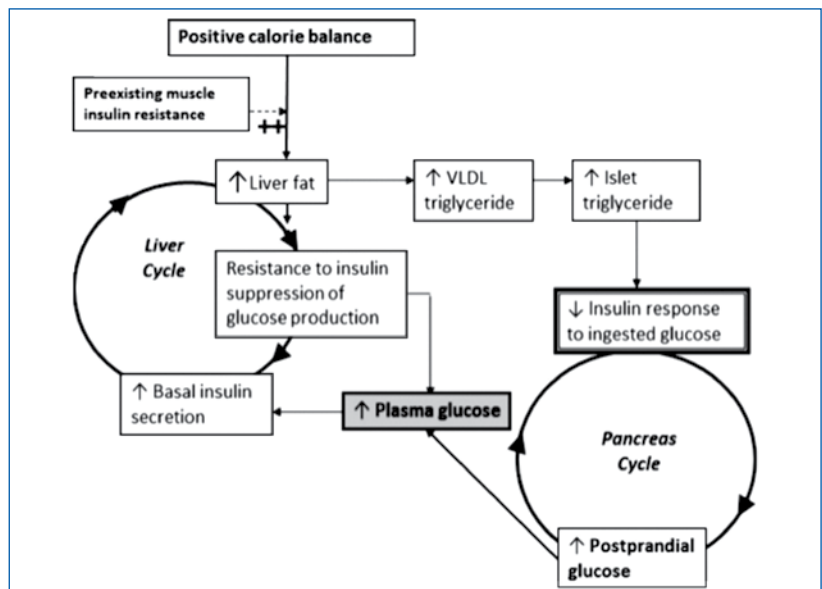 Positive calorie balance
Preexisting muscle
insulin resistance
++
↑ Liver fat
↑ VLDL
triglyceride
↑ Islet
triglyceride
Liver
Cycle
Resistance to insulin
suppression of
glucose production
↓ Insulin response
to ingested glucose
↑ Basal insulin
secretion
↑ Plasma glucose
Pancreas
Cycle
↑ Postprandial
glucose